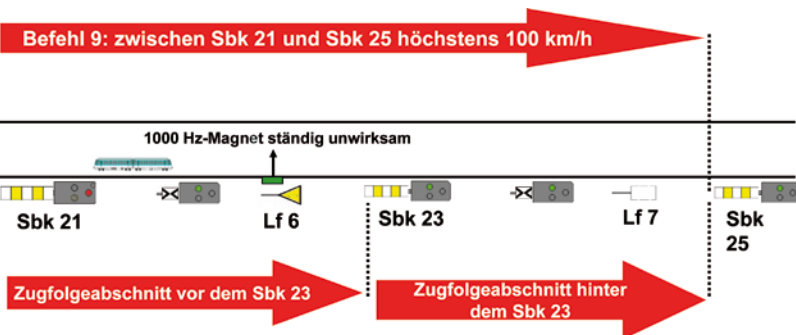 Befehl 9: zwischen Sbk 21 und Sbk 25 höchstens 100 km/h
1000 Hz-Magnet ständig unwirksam
Sbk 21
Lf 6
Sbk 23
Lf 7
Sbk
25
Zugfolgeabschnitt vor dem Sbk 23
Zugfolgeabschnitt hinter
dem Sbk 23